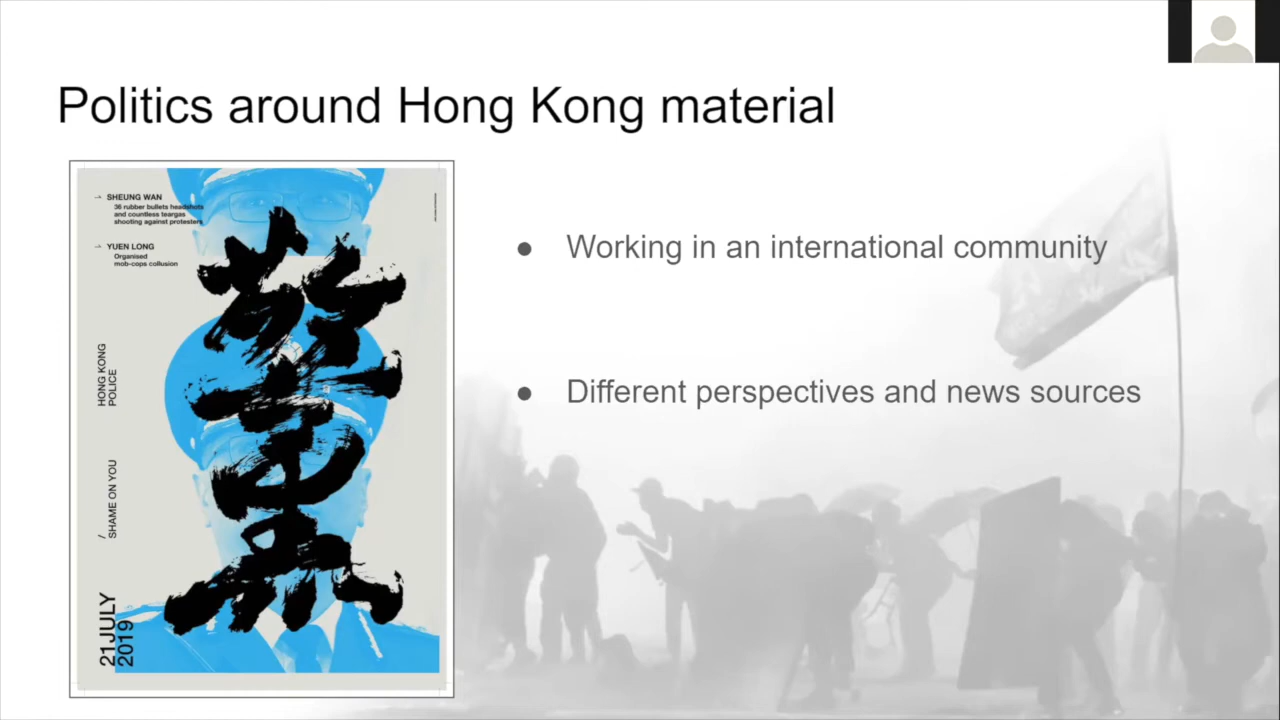 Politics around Hong Kong material
SHEUNG WAN
36 rubber bullets headshots
and countless teargas
shooting against protesters
YUEN LONG
Organised
mob-cops collusion
HONG KONG
POLICE
/ SHAME ON YOU
21 JULY
2019
● Working in an international community
● Different perspectives and news sources